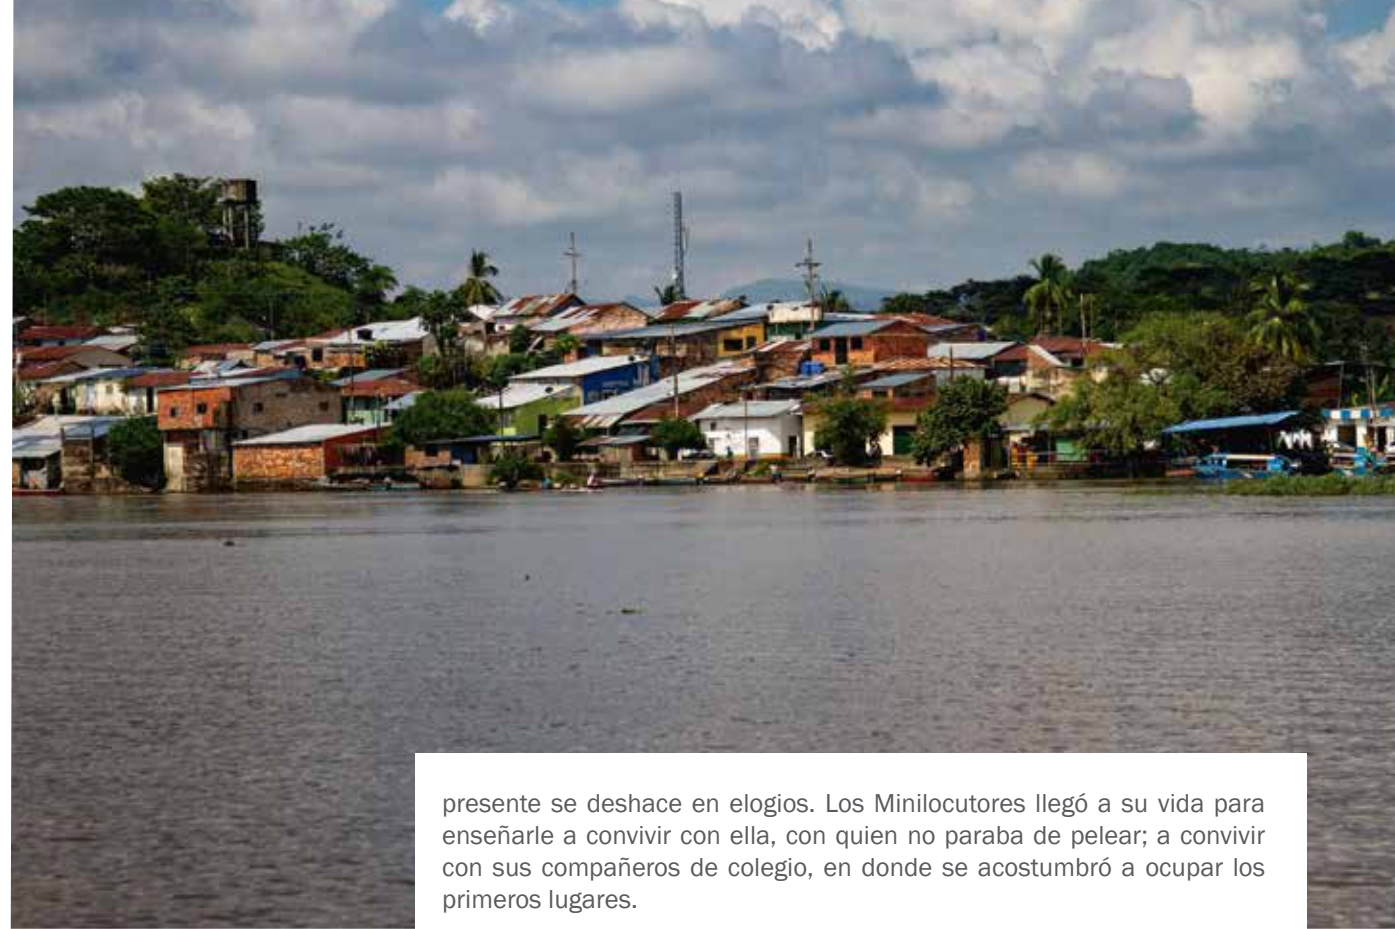 presente se deshace en elogios. Los Minilocutores llegó a su vida para
enseñarle a convivir con ella, con quien no paraba de pelear; a convivir
con sus compañeros de colegio, en donde se acostumbró a ocupar los
primeros lugares.